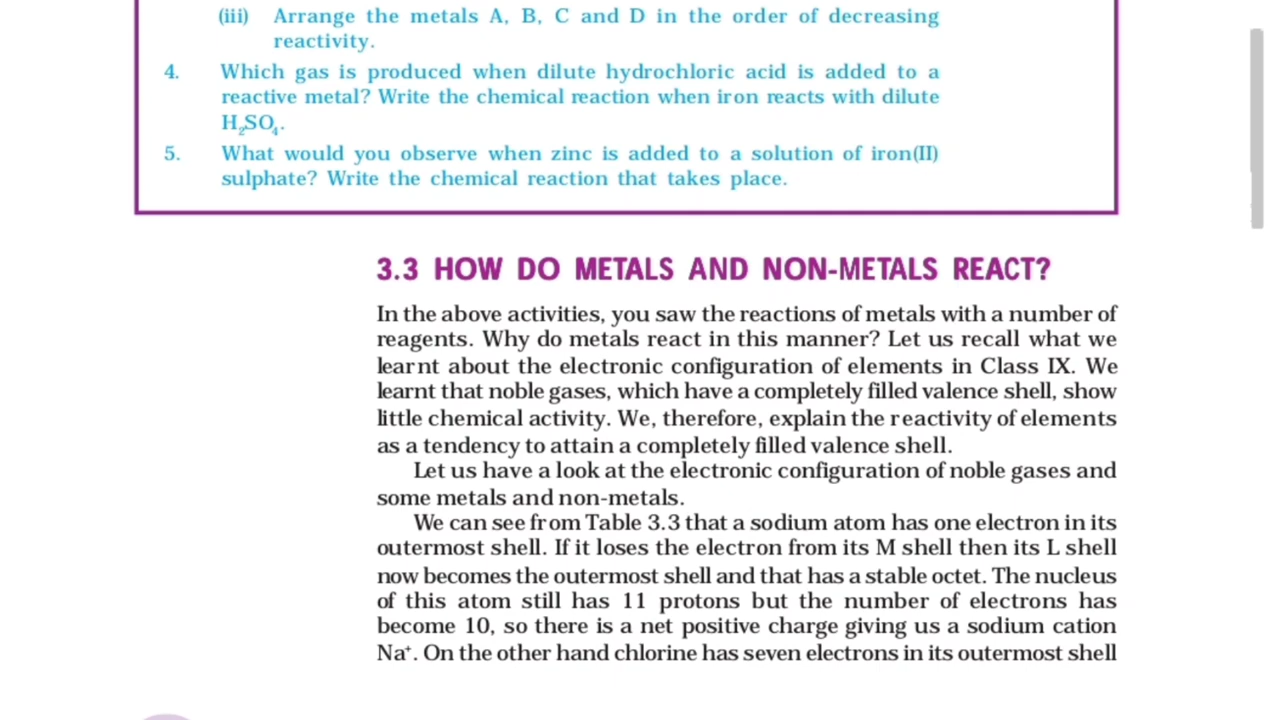 (iii) Arrange the metals A, B, C and D in the order of decreasing
reactivity.
4. Which gas is produced when dilute hydrochloric acid is added to a
reactive metal? Write the chemical reaction when iron reacts with dilute
H₂SO₄.
5. What would you observe when zinc is added to a solution of iron(II)
sulphate? Write the chemical reaction that takes place.
3.3 HOW DO METALS AND NON-METALS REACT?
In the above activities, you saw the reactions of metals with a number of
reagents. Why do metals react in this manner? Let us recall what we
learnt about the electronic configuration of elements in Class IX. We
learnt that noble gases, which have a completely filled valence shell, show
little chemical activity. We, therefore, explain the reactivity of elements
as a tendency to attain a completely filled valence shell.
Let us have a look at the electronic configuration of noble gases and
some metals and non-metals.
We can see from Table 3.3 that a sodium atom has one electron in its
outermost shell. If it loses the electron from its M shell then its L shell
now becomes the outermost shell and that has a stable octet. The nucleus
of this atom still has 11 protons but the number of electrons has
become 10, so there is a net positive charge giving us a sodium cation
Na⁺. On the other hand chlorine has seven electrons in its outermost shell